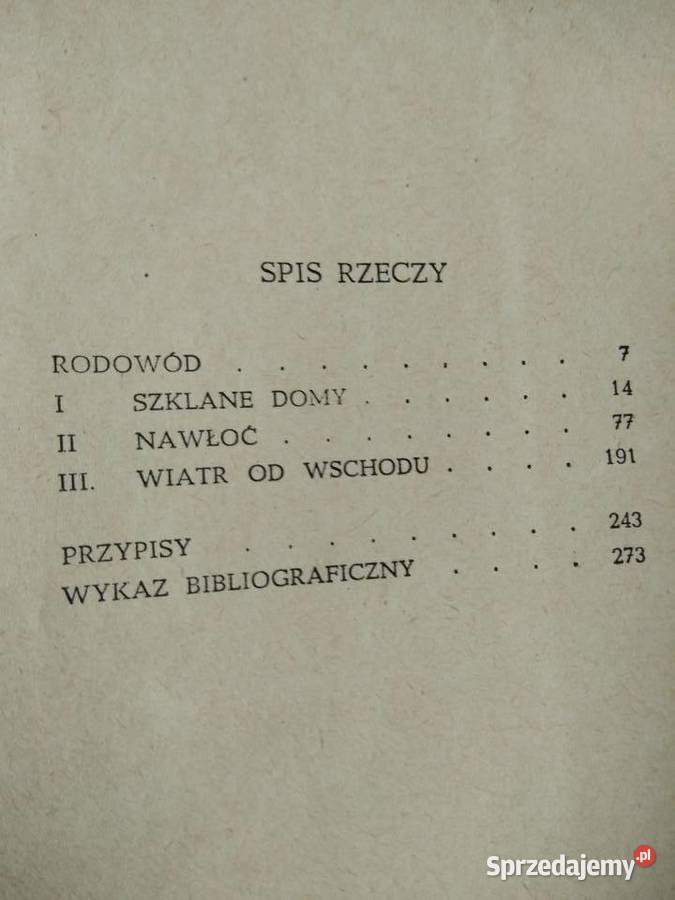 SPIS RZECZY
RODOWÓD . . . . . . . . . 7
I SZKLANE DOMY . . . . . . 14
II NAWŁOĆ . . . . . . . . 77
III. WIATR OD WSCHODU . . . . 191
PRZYPISY . . . . . . . . 243
WYKAZ BIBLIOGRAFICZNY . . . . 273
Sprzedajemy.pl